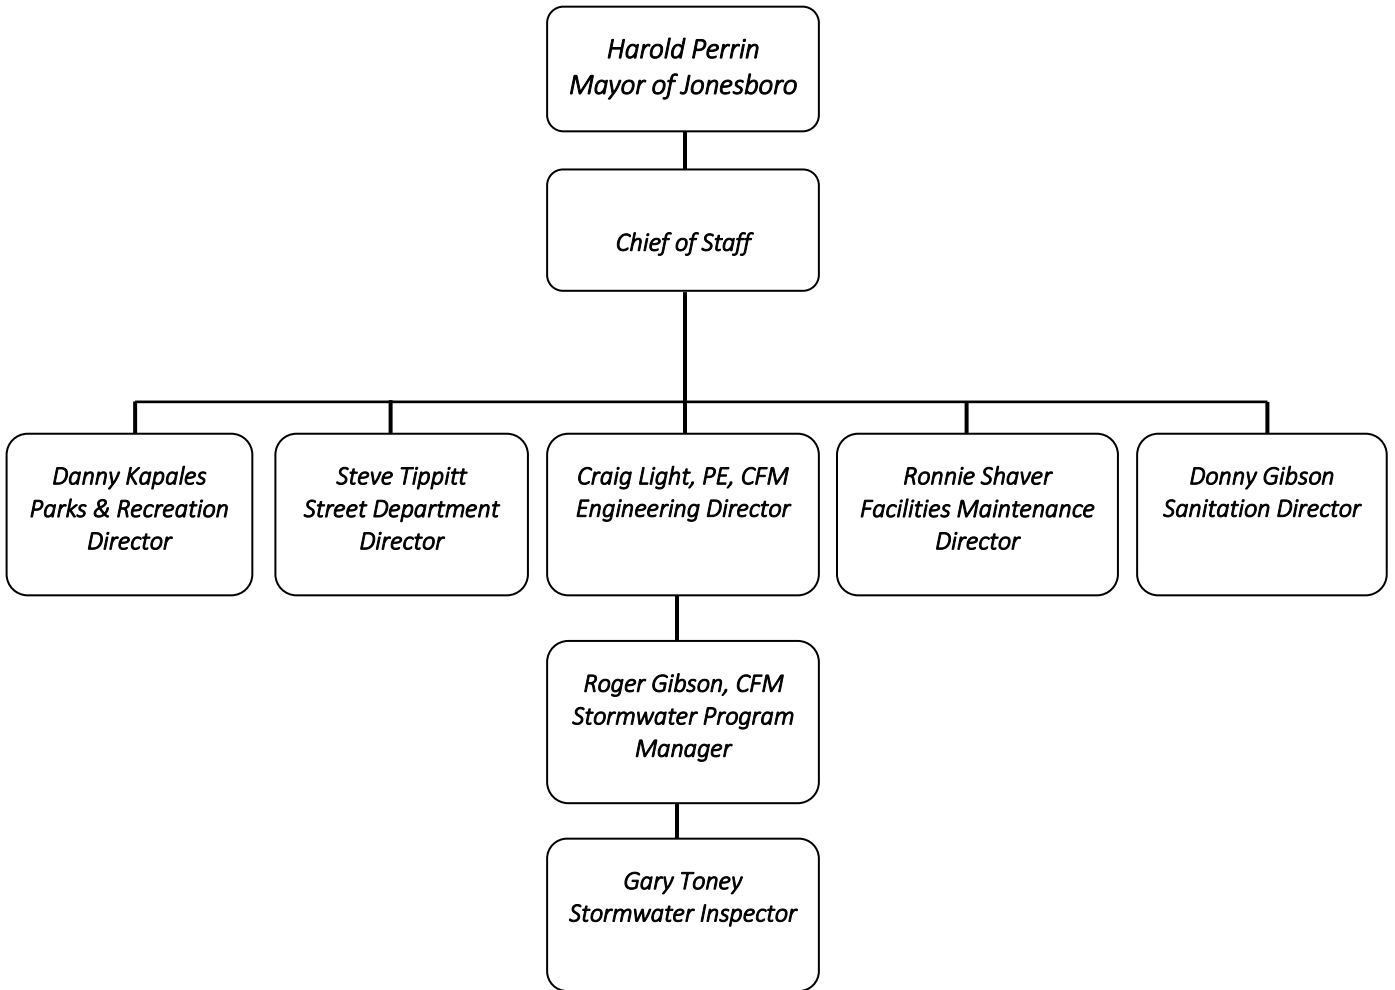 Harold Perrin
Mayor of Jonesboro
Chief of Staff
Danny Kapales
Parks & Recreation
Director
Steve Tippitt
Street Department
Director
Craig Light, PE, CFM
Engineering Director
Ronnie Shaver
Facilities Maintenance
Director
Donny Gibson
Sanitation Director
Roger Gibson, CFM
Stormwater Program
Manager
Gary Toney
Stormwater Inspector